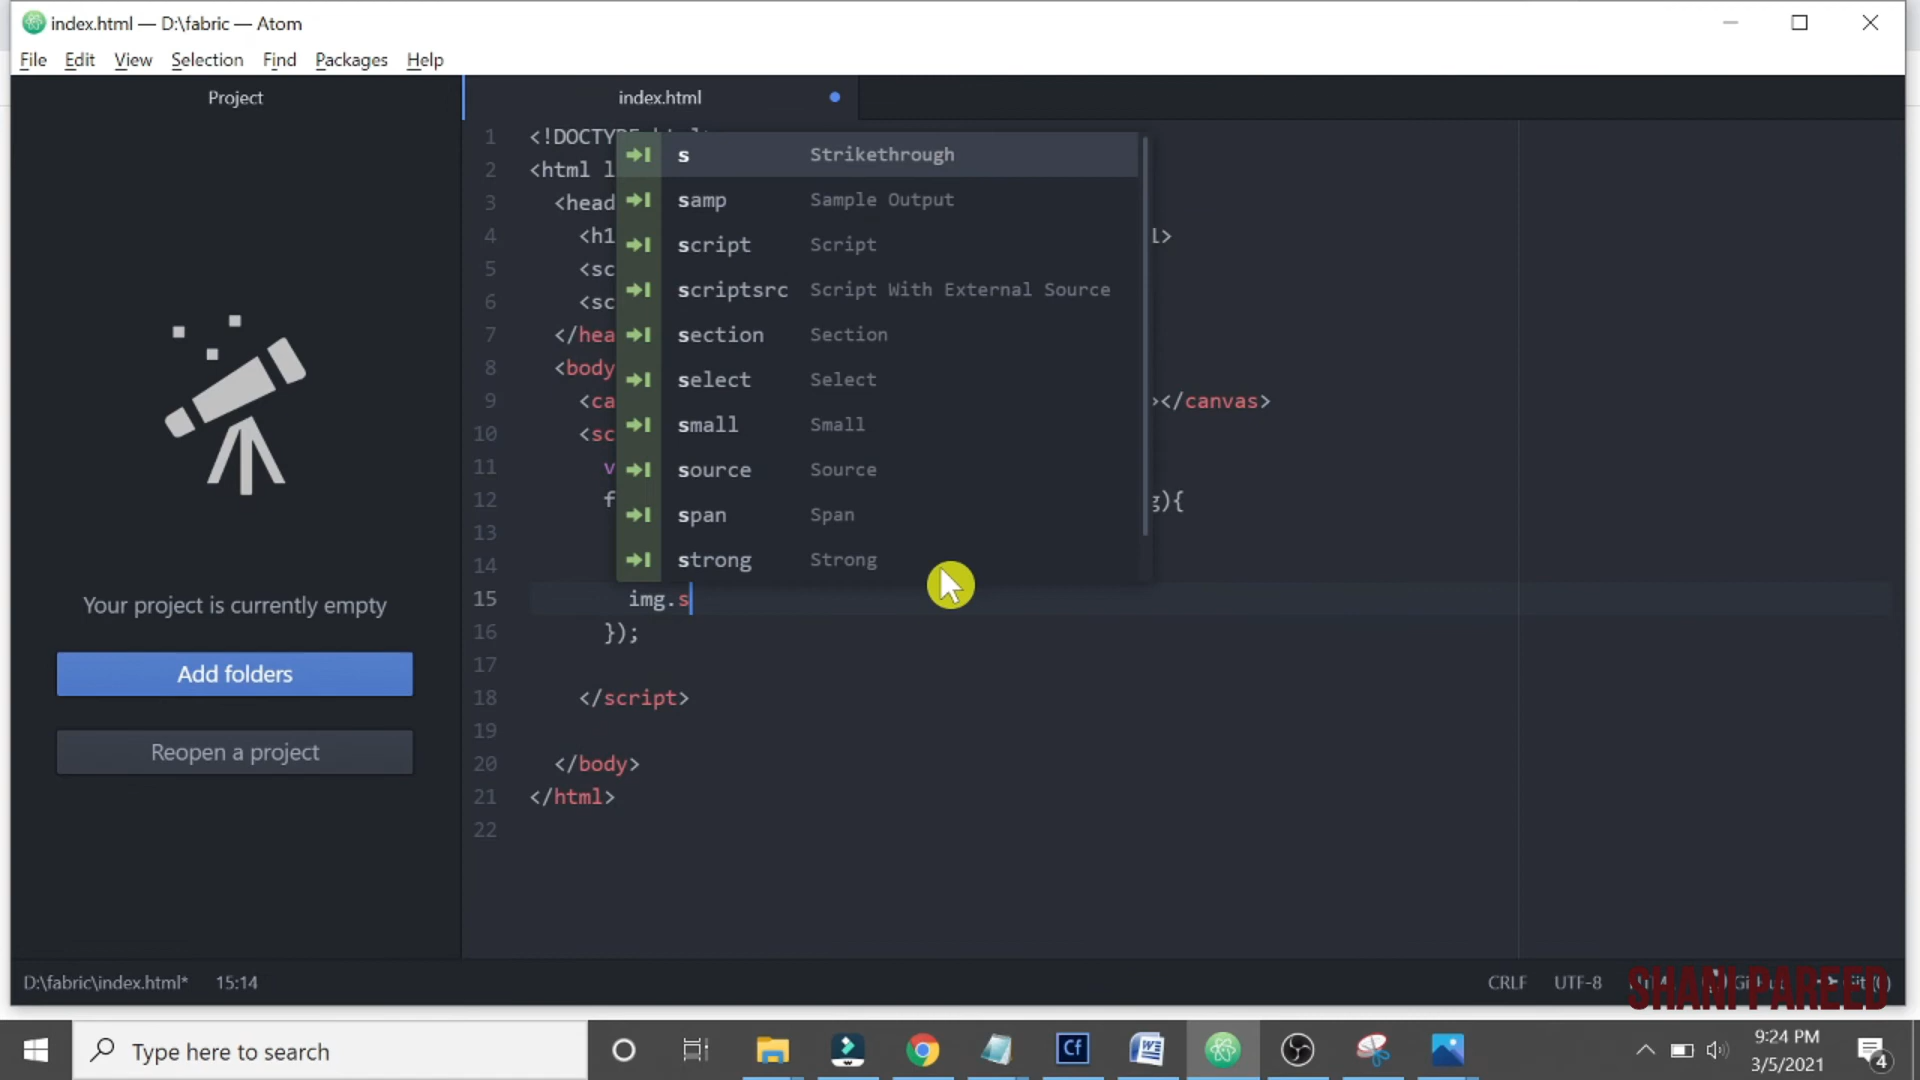 index.html — D:\fabric — Atom
File Edit View Selection Find Packages Help
Project
index.html
1 <!DOCTYPE html>
2 <html l
3 <head
4 <h1 l>
5 <sc
6 <sc
7 </hea
8 <body
9 <ca ></canvas>
10 <sc
11 v
12 f g){
13
14
15 img.s
16 });
17
18 </script>
19
20 </body>
21 </html>
22
s Strikethrough
samp Sample Output
script Script
scriptsrc Script With External Source
section Section
select Select
small Small
source Source
span Span
strong Strong
Your project is currently empty
Add folders
Reopen a project
D:\fabric\index.html* 15:14
CRLF UTF-8
SHANI PAREED
Type here to search
Cf
9:24 PM
3/5/2021
4